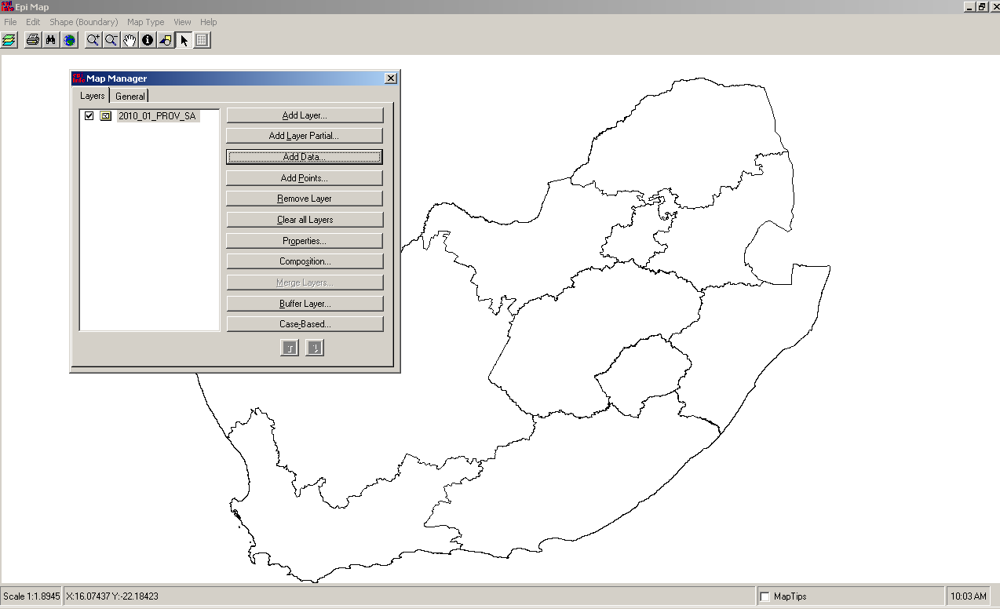 Epi Map
File Edit Shape (Boundary) Map Type View Help
epi info Map Manager
Layers General
2010_01_PROV_SA
Add Layer...
Add Layer Partial...
Add Data...
Add Points...
Remove Layer
Clear all Layers
Properties...
Composition...
Merge Layers...
Buffer Layer...
Case-Based...
Scale 1:1.8945 X:16.07437 Y:-22.18423 MapTips 10:03 AM